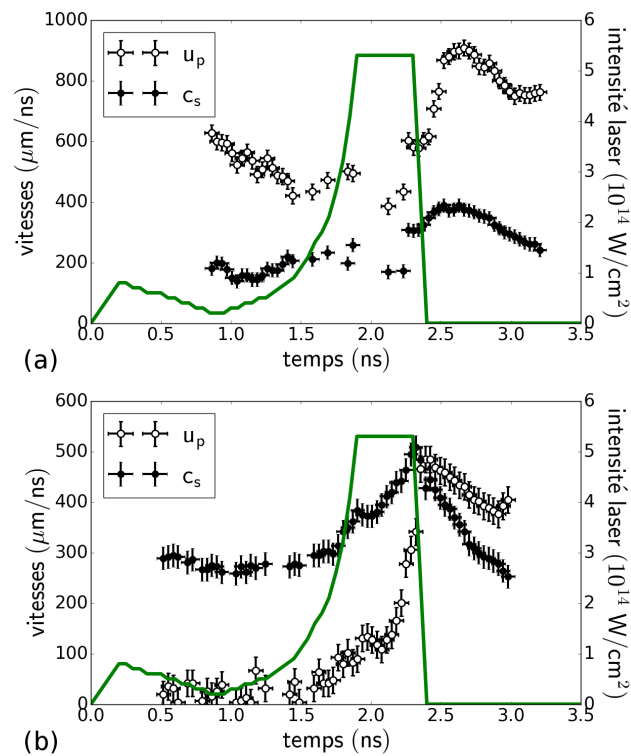 1000
800
600
400
200
0
vitesses (μm/ns)
u_p
c_s
6
5
4
3
2
1
0
intensité laser (10^14 W/cm^2)
0.0 0.5 1.0 1.5 2.0 2.5 3.0 3.5
temps (ns)
(a)
600
500
400
300
200
100
0
vitesses (μm/ns)
u_p
c_s
6
5
4
3
2
1
0
intensité laser (10^14 W/cm^2)
0.0 0.5 1.0 1.5 2.0 2.5 3.0 3.5
temps (ns)
(b)